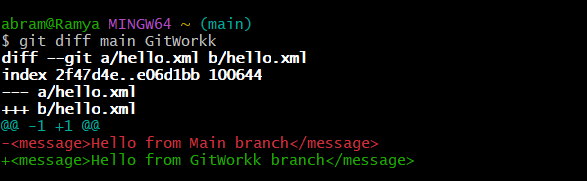 abram@Ramya MINGW64 ~ (main)
$ git diff main GitWorkk
diff --git a/hello.xml b/hello.xml
index 2f47d4e..e06d1bb 100644
--- a/hello.xml
+++ b/hello.xml
@@ -1 +1 @@
-<message>Hello from Main branch</message>
+<message>Hello from GitWorkk branch</message>